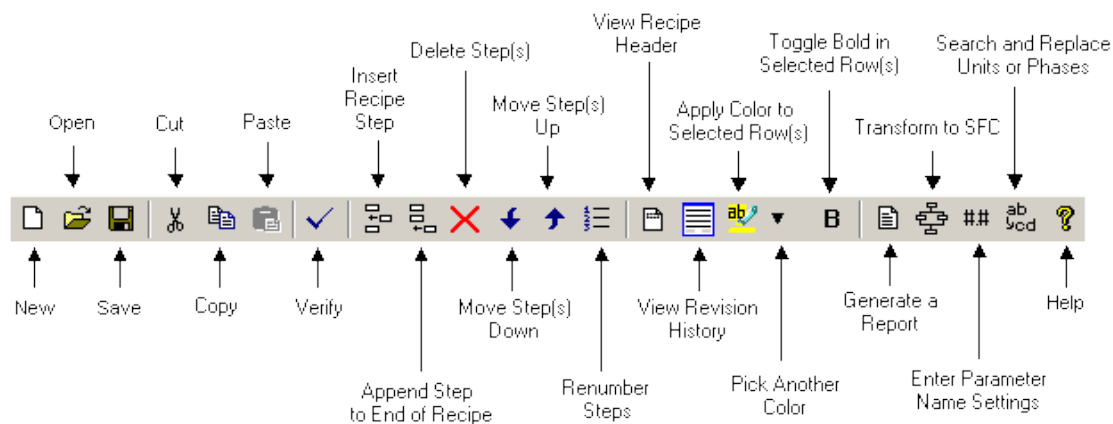 View Recipe
Header
Delete Step(s)
Toggle Bold in
Selected Row(s)
Search and Replace
Units or Phases
Insert
Recipe
Step
Move Step(s)
Up
Apply Color to
Selected Row(s)
Open
Cut
Paste
Transform to SFC
ab
B
#.#
ab
cd
?
New
Save
Copy
Verify
Move Step(s)
Down
View Revision
History
Generate a
Report
Help
Append Step
to End of Recipe
Renumber
Steps
Pick Another
Color
Enter Parameter
Name Settings